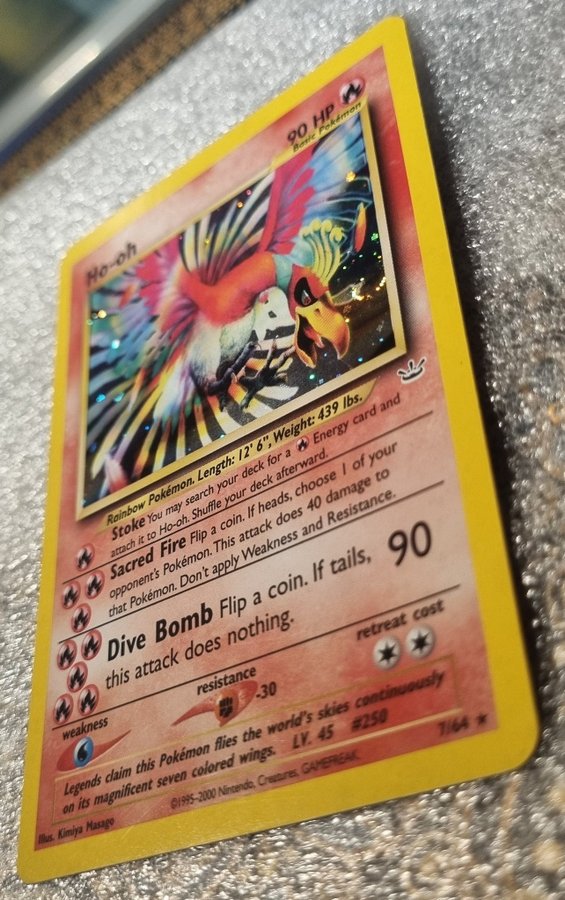 90 HP
Basic Pokémon
Ho-oh
Rainbow Pokémon. Length: 12' 6", Weight: 439 lbs.
Stoke You may search your deck for a Energy card and
attach it to Ho-oh. Shuffle your deck afterward.
Sacred Fire Flip a coin. If heads, choose 1 of your
opponent's Pokémon. This attack does 40 damage to
that Pokémon. Don't apply Weakness and Resistance.
Dive Bomb Flip a coin. If tails, 90
this attack does nothing.
weakness resistance retreat cost
-30
Legends claim this Pokémon flies the world's skies continuously
on its magnificent seven colored wings. LV. 45 #250
Illus. Kimiya Masago ©1995-2000 Nintendo, Creatures, GAMEFREAK 7/64 ★